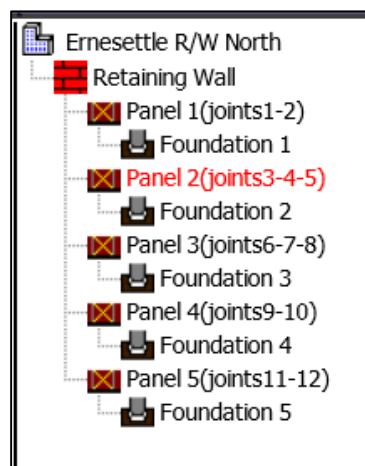 Ernesettle R/W North
Retaining Wall
Panel 1(joints1-2)
Foundation 1
Panel 2(joints3-4-5)
Foundation 2
Panel 3(joints6-7-8)
Foundation 3
Panel 4(joints9-10)
Foundation 4
Panel 5(joints11-12)
Foundation 5